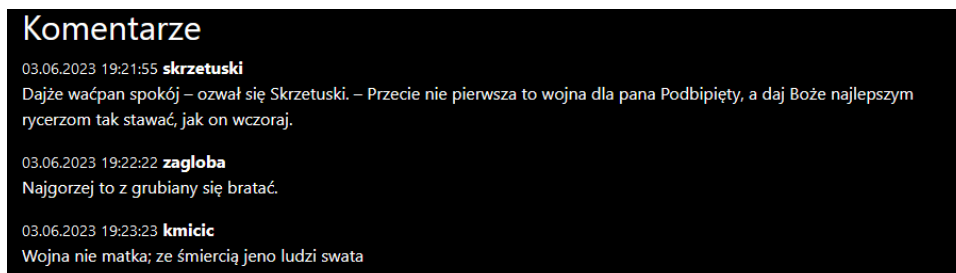 Komentarze
03.06.2023 19:21:55 skrzetuski
Dajże waćpan spokój – ozwał się Skrzetuski. – Przecie nie pierwsza to wojna dla pana Podbipięty, a daj Boże najlepszym
rycerzom tak stawać, jak on wczoraj.
03.06.2023 19:22:22 zagloba
Najgorzej to z grubiany się bratać.
03.06.2023 19:23:23 kmicic
Wojna nie matka; ze śmiercią jeno ludzi swata